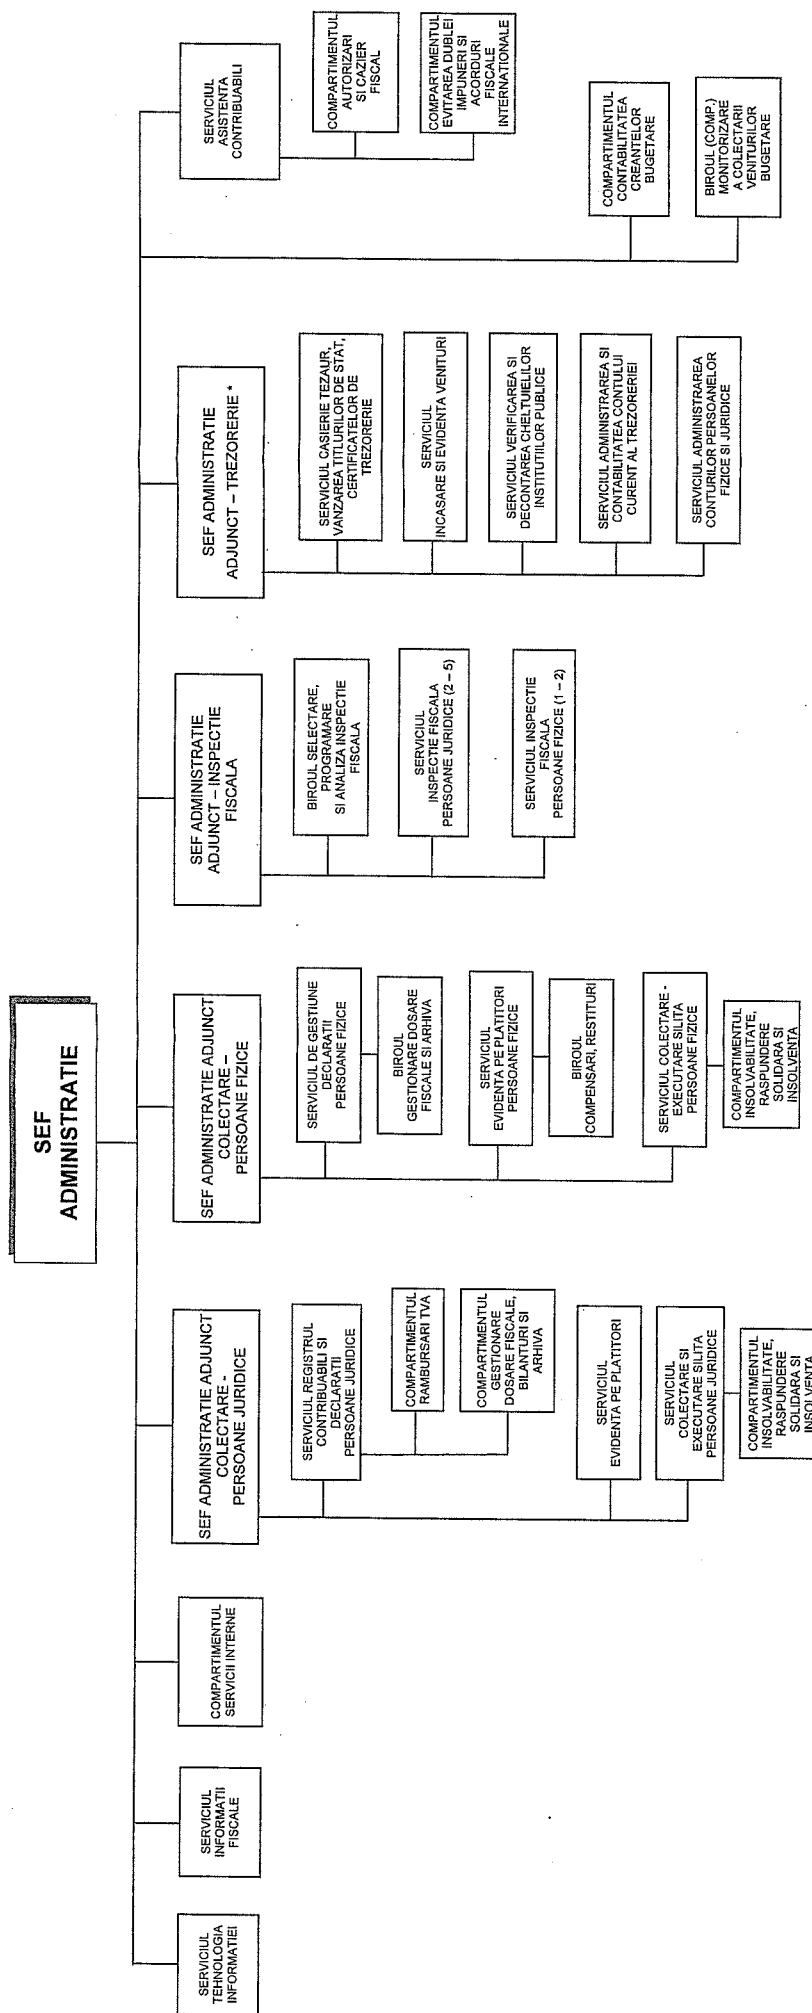 SEF
ADMINISTRATIE
SERVICIUL
TEHNOLOGIA
INFORMATIEI
SERVICIUL
INFORMATII
FISCALE
COMPARTIMENTUL
SERVICII INTERNE
SEF ADMINISTRATIE ADJUNCT
COLECTARE -
PERSOANE JURIDICE
SERVICIUL REGISTRUL
CONTRIBUABILI SI
DECLARATII
PERSOANE JURIDICE
COMPARTIMENTUL
RAMBURSARI TVA
COMPARTIMENTUL
GESTIONARE
DOSARE FISCALE,
BILANTURI SI
ARHIVA
SERVICIUL
EVIDENTA PE PLATITORI
SERVICIUL
COLECTARE SI
EXECUTARE SILITA
PERSOANE JURIDICE
COMPARTIMENTUL
INSOLVABILITATE,
RASPUNDERE
SOLIDARA SI
INSOLVENTA
SEF ADMINISTRATIE ADJUNCT
COLECTARE –
PERSOANE FIZICE
SERVICIUL DE GESTIUNE
DECLARATII
PERSOANE FIZICE
BIROUL
GESTIONARE DOSARE
FISCALE SI ARHIVA
SERVICIUL
EVIDENTA PE PLATITORI
PERSOANE FIZICE
BIROUL
COMPENSARI, RESTITURI
SERVICIUL COLECTARE -
EXECUTARE SILITA
PERSOANE FIZICE
COMPARTIMENTUL
INSOLVABILITATE,
RASPUNDERE
SOLIDARA SI
INSOLVENTA
SEF ADMINISTRATIE
ADJUNCT – INSPECTIE
FISCALA
BIROUL SELECTARE,
PROGRAMARE
SI ANALIZA INSPECTIE
FISCALA
SERVICIUL
INSPECTIE FISCALA
PERSOANE JURIDICE (2 – 5)
SERVICIUL INSPECTIE
FISCALA
PERSOANE FIZICE (1 – 2)
SEF ADMINISTRATIE
ADJUNCT – TREZORERIE *
SERVICIUL CASIERIE TEZAUR,
VANZAREA TITLURILOR DE STAT,
CERTIFICATELOR DE
TREZORERIE
SERVICIUL
INCASARE SI EVIDENTA VENITURI
SERVICIUL VERIFICAREA SI
DECONTAREA CHELTUIELILOR
INSTITUTIILOR PUBLICE
SERVICIUL ADMINISTRAREA SI
CONTABILITATEA CONTULUI
CURENT AL TREZORERIEI
SERVICIUL ADMINISTRAREA
CONTURILOR PERSOANELOR
FIZICE SI JURIDICE
COMPARTIMENTUL
CONTABILITATEA
CREANTELOR
BUGETARE
BIROUL (COMP.)
MONITORIZARE
A COLECTARII
VENITURILOR
BUGETARE
SERVICIUL
ASISTENTA
CONTRIBUABILI
COMPARTIMENTUL
AUTORIZARI
SI CAZIER
FISCAL
COMPARTIMENTUL
EVITAREA DUBLEI
IMPUNERI SI
ACORDURI
FISCALE
INTERNATIONALE